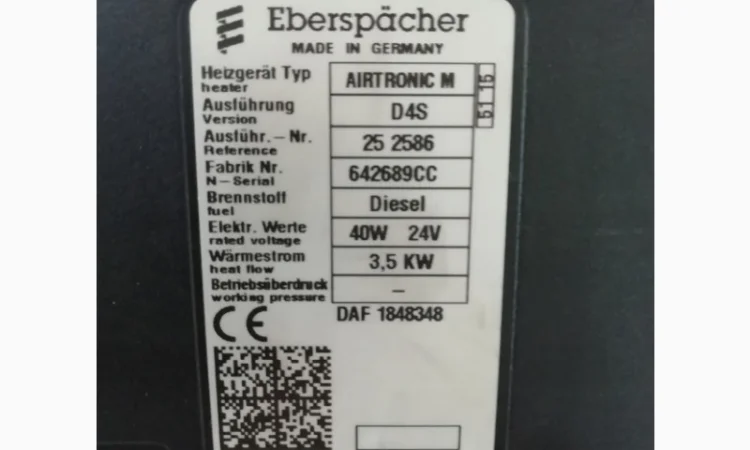 Eberspächer
MADE IN GERMANY
Heizgerät Typ AIRTRONIC M
heater
51 15
Ausführung D4S
Version
Ausführ.-Nr. 25 2586
Reference
Fabrik Nr. 642689CC
N-Serial
Brennstoff Diesel
fuel
Elektr. Werte 40W 24V
rated voltage
Wärmestrom 3,5 KW
heat flow
Betriebsüberdruck –
working pressure
CE DAF 1848348